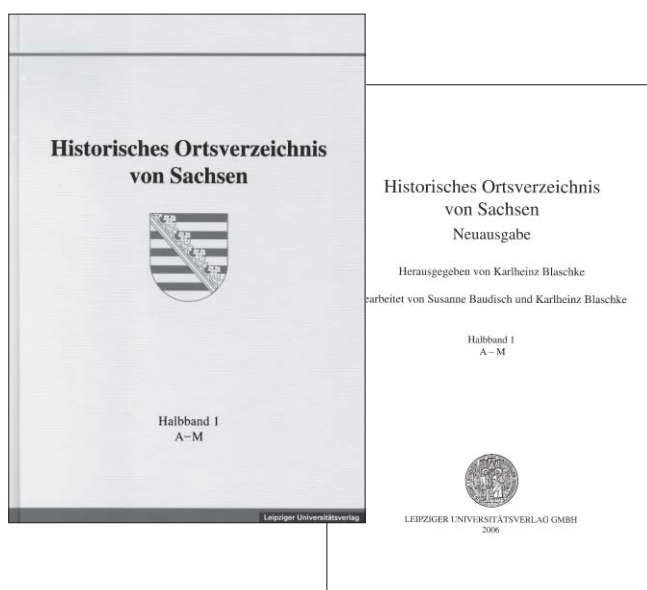 Historisches Ortsverzeichnis
von Sachsen
Halbband 1
A–M
Leipziger Universitätsverlag
Historisches Ortsverzeichnis
von Sachsen
Neuausgabe
Herausgegeben von Karlheinz Blaschke
earbeitet von Susanne Baudisch und Karlheinz Blaschke
Halbband 1
A – M
LEIPZIGER UNIVERSITÄTSVERLAG GMBH
2006